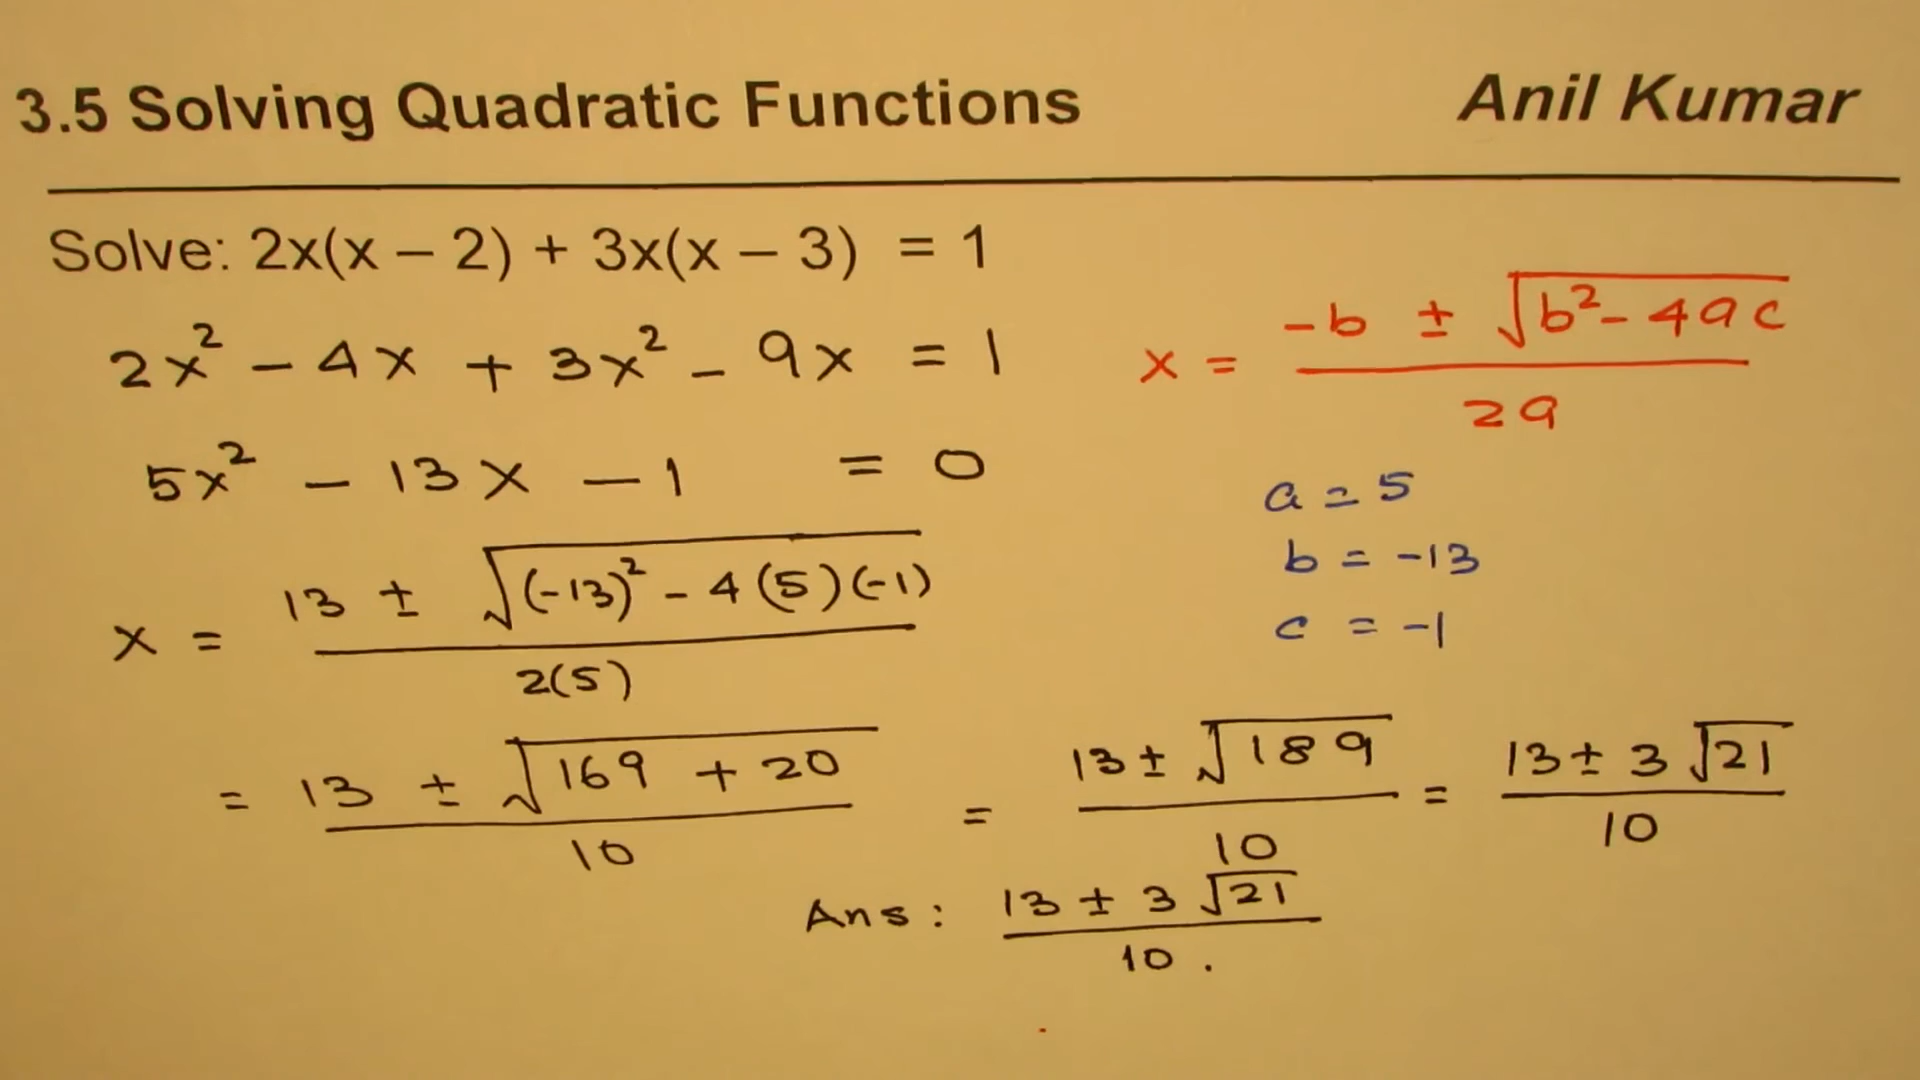 3.5 Solving Quadratic Functions Anil Kumar
Solve: 2x(x – 2) + 3x(x – 3) = 1
2x² - 4x + 3x² - 9x = 1
x = (-b ± √(b² - 4ac)) / 2a
5x² - 13x - 1 = 0
a = 5
b = -13
c = -1
x = (13 ± √((-13)² - 4(5)(-1))) / 2(5)
= (13 ± √(169 + 20)) / 10 = (13 ± √189) / 10 = (13 ± 3√21) / 10
Ans: (13 ± 3√21) / 10.